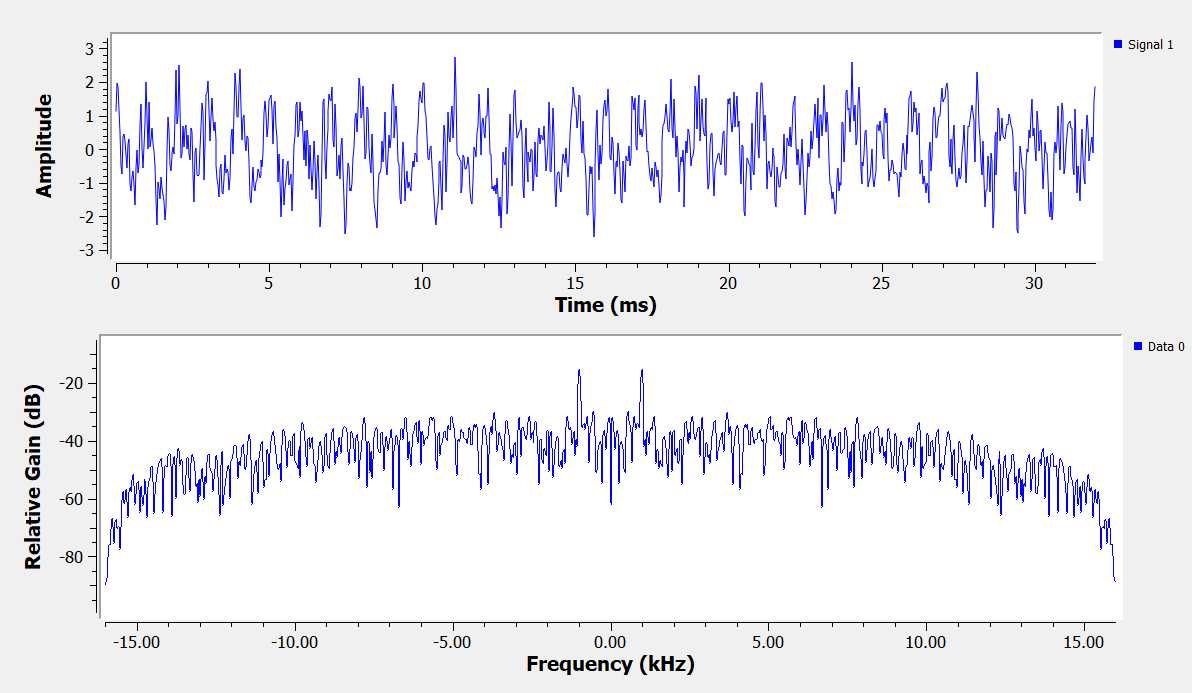 3
2
1
0
-1
-2
-3
Amplitude
Signal 1
0 5 10 15 20 25 30
Time (ms)
-20
-40
-60
-80
Relative Gain (dB)
Data 0
-15.00 -10.00 -5.00 0.00 5.00 10.00 15.00
Frequency (kHz)